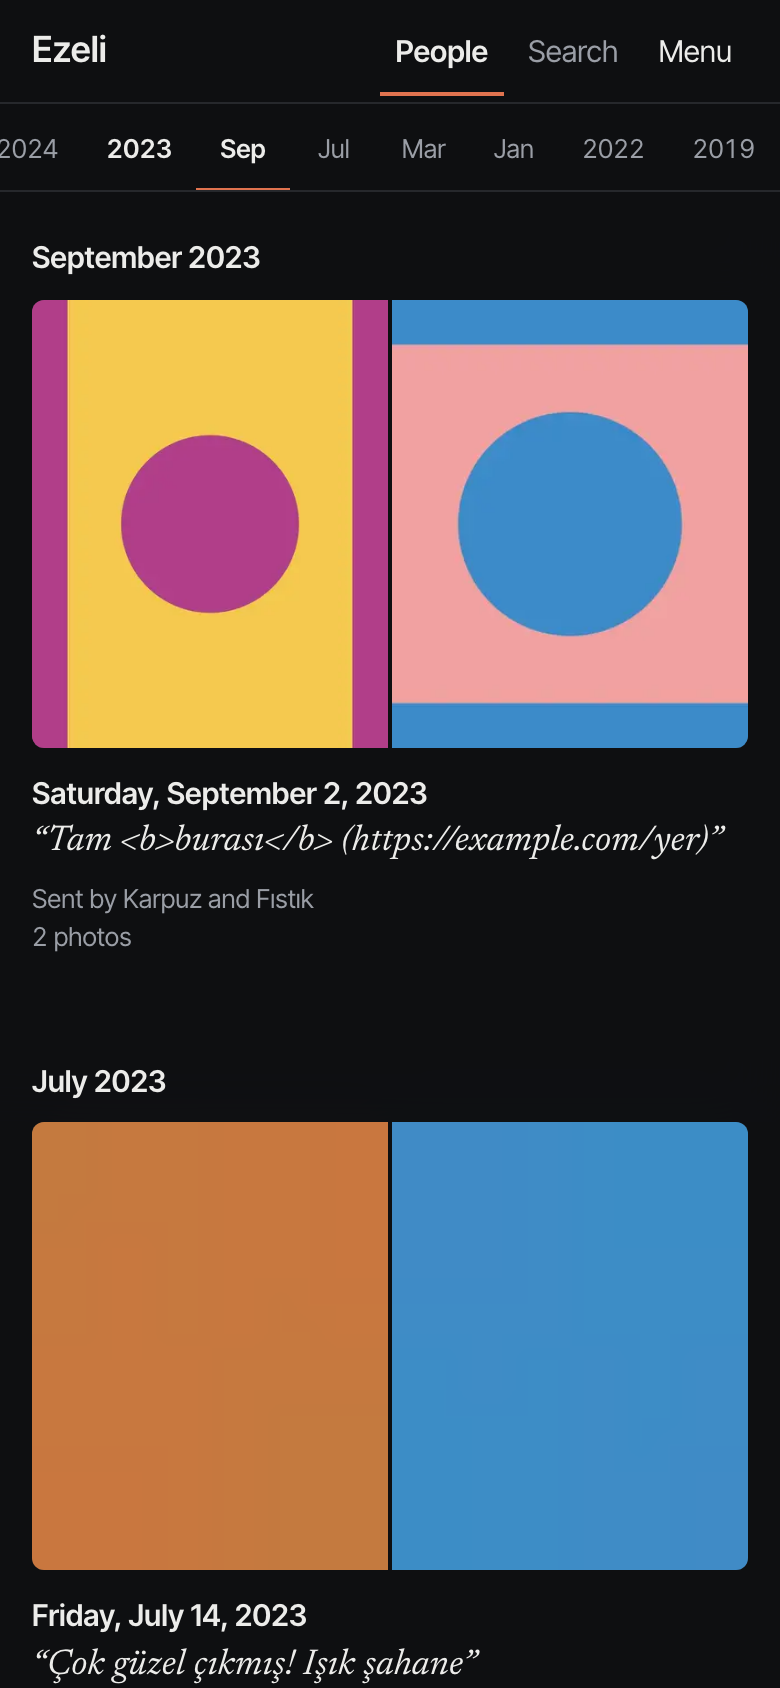 Ezeli People Search Menu
2024 2023 Sep Jul Mar Jan 2022 2019
September 2023
Saturday, September 2, 2023
“Tam <b>burası</b> (https://example.com/yer)”
Sent by Karpuz and Fıstık
2 photos
July 2023
Friday, July 14, 2023
“Çok güzel çıkmış! Işık şahane”